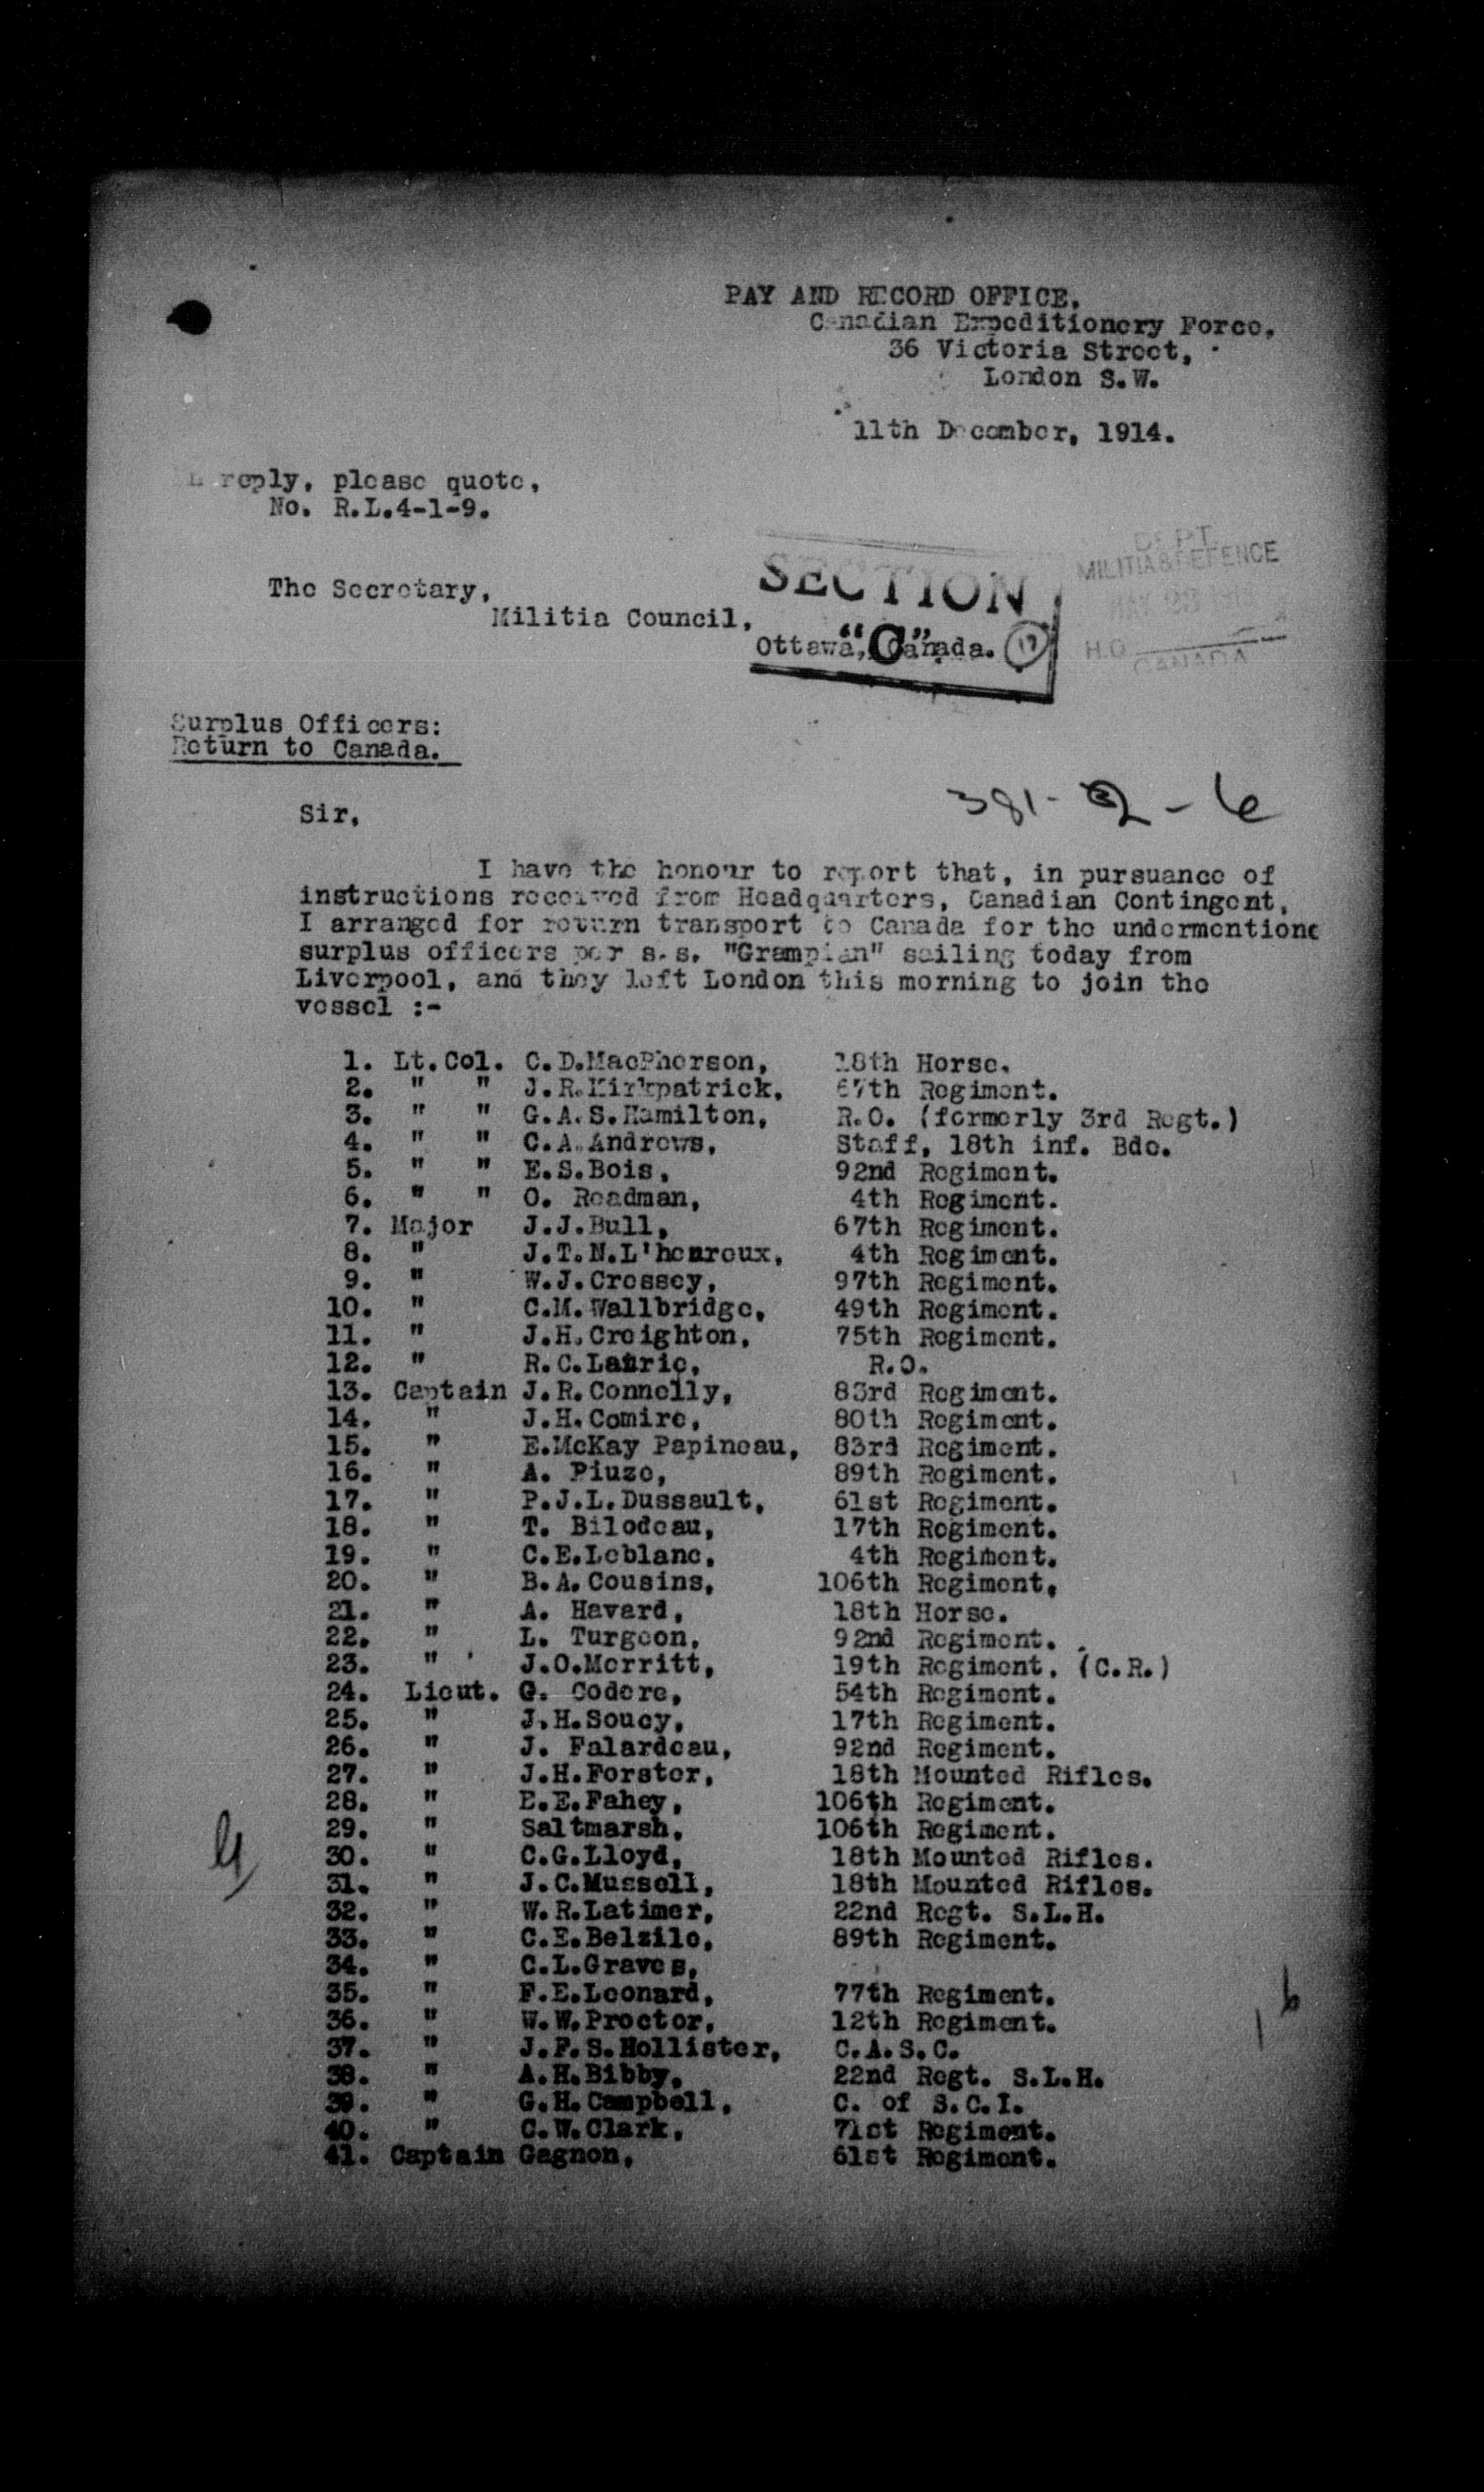 PAY AND RECORD OFFICE,
Canadian Expeditionery Force,
36 Victoria Street,
London S.W.
11th December, 1914.
In reply, please quote,
No. R.L.4-1-9.
DEPT.
MILITIA & DEFENCE
MAY 23
H.Q.
CANADA
SECTION
"C"
17
The Secretary,
Militia Council,
Ottawa, Canada.
Surplus Officers:
Return to Canada.
381-2-6
Sir,
I have the honour to report that, in pursuance of
instructions received from Headquarters, Canadian Contingent,
I arranged for return transport to Canada for the undermentione
surplus officers per s.s. "Grampian" sailing today from
Liverpool, and they left London this morning to join the
vessel :-
1. Lt.Col. C.D.MacPherson, 18th Horse.
2. " " J.R.Kirkpatrick, 67th Regiment.
3. " " G.A.S.Hamilton, R.O. (formerly 3rd Regt.)
4. " " C.A.Andrews, Staff, 18th inf. Bde.
5. " " E.S.Bois, 92nd Regiment.
6. " " O. Readman, 4th Regiment.
7. Major J.J.Bull, 67th Regiment.
8. " J.T.N.L'heureux, 4th Regiment.
9. " W.J.Crossey, 97th Regiment.
10. " C.M.Wallbridge, 49th Regiment.
11. " J.H.Creighton, 75th Regiment.
12. " R.C.Laurie, R.O.
13. Captain J.R.Connelly, 83rd Regiment.
14. " J.H.Comire, 80th Regiment.
15. " E.McKay Papineau, 83rd Regiment.
16. " A. Piuze, 89th Regiment.
17. " P.J.L.Dussault, 61st Regiment.
18. " T. Bilodeau, 17th Regiment.
19. " C.E.Leblanc, 4th Regiment.
20. " B.A.Cousins, 106th Regiment,
21. " A. Havard, 18th Horse.
22. " L. Turgeon, 92nd Regiment.
23. " J.O.Merritt, 19th Regiment. (C.R.)
24. Lieut. G. Codere, 54th Regiment.
25. " J.H.Soucy, 17th Regiment.
26. " J. Falardeau, 92nd Regiment.
27. " J.H.Forster, 18th Mounted Rifles.
28. " E.E.Fahey, 106th Regiment.
29. " Saltmarsh, 106th Regiment.
30. " C.G.Lloyd, 18th Mounted Rifles.
31. " J.C.Mussell, 18th Mounted Rifles.
32. " W.R.Latimer, 22nd Regt. S.L.H.
33. " C.E.Belzile, 89th Regiment.
34. " C.L.Graves,
35. " F.E.Leonard, 77th Regiment.
36. " W.W.Proctor, 12th Regiment.
37. " J.F.S.Hollister, C.A.S.C.
38. " A.H.Bibby, 22nd Regt. S.L.H.
39. " G.H.Campbell, C. of S.C.I.
40. " C.W.Clark, 71st Regiment.
41. Captain Gagnon, 61st Regiment.